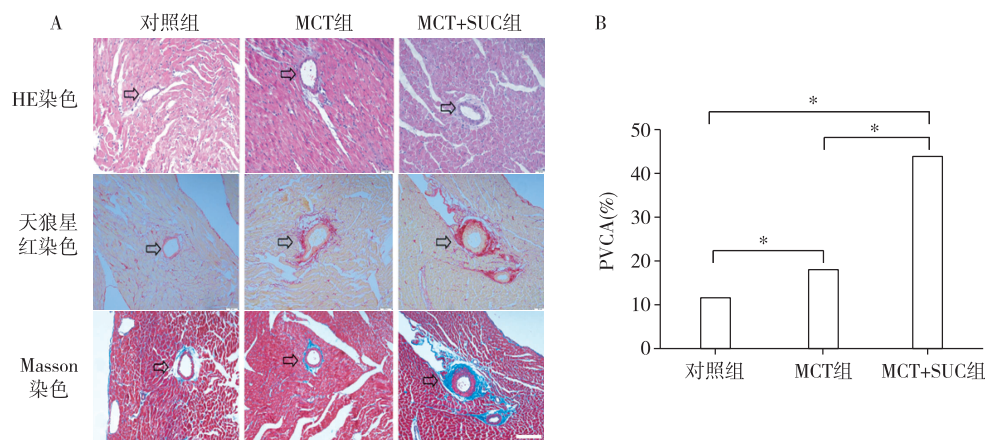 A
对照组
MCT组
MCT+SUC组
HE染色
天狼星
红染色
Masson
染色
B
*
*
*
PVCA(%)
50
40
30
20
10
0
对照组
MCT组
MCT+SUC组